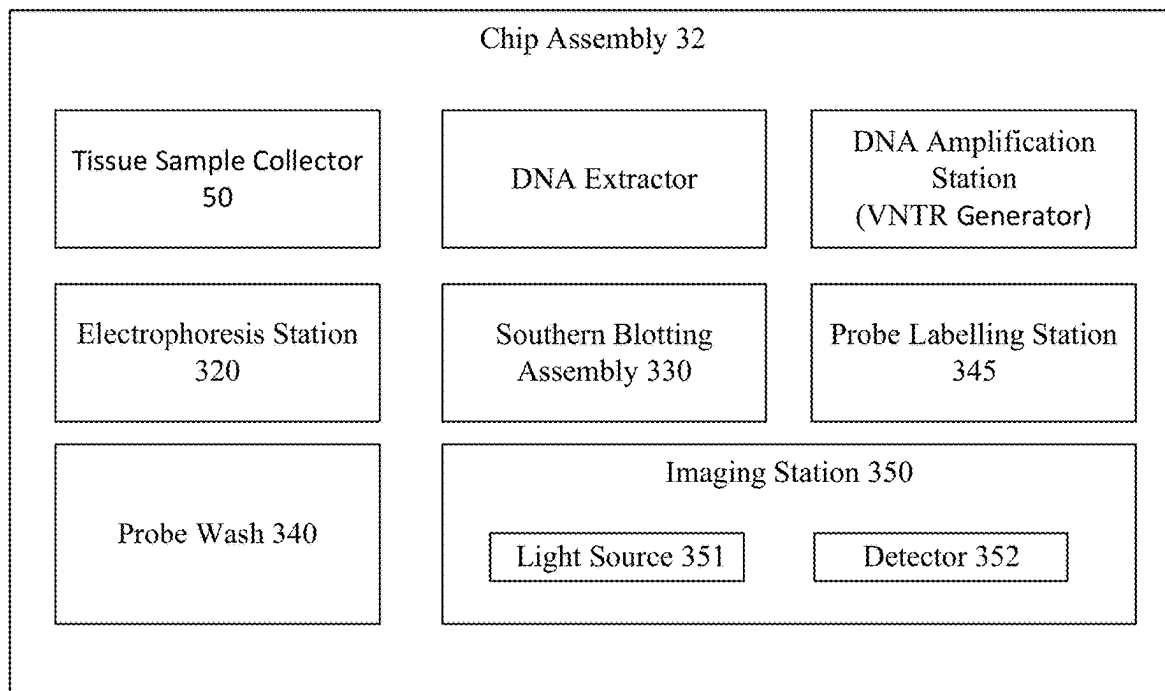 Chip Assembly 32
Tissue Sample Collector
50
DNA Extractor
DNA Amplification
Station
(VNTR Generator)
Electrophoresis Station
320
Southern Blotting
Assembly 330
Probe Labelling Station
345
Probe Wash 340
Imaging Station 350
Light Source 351
Detector 352